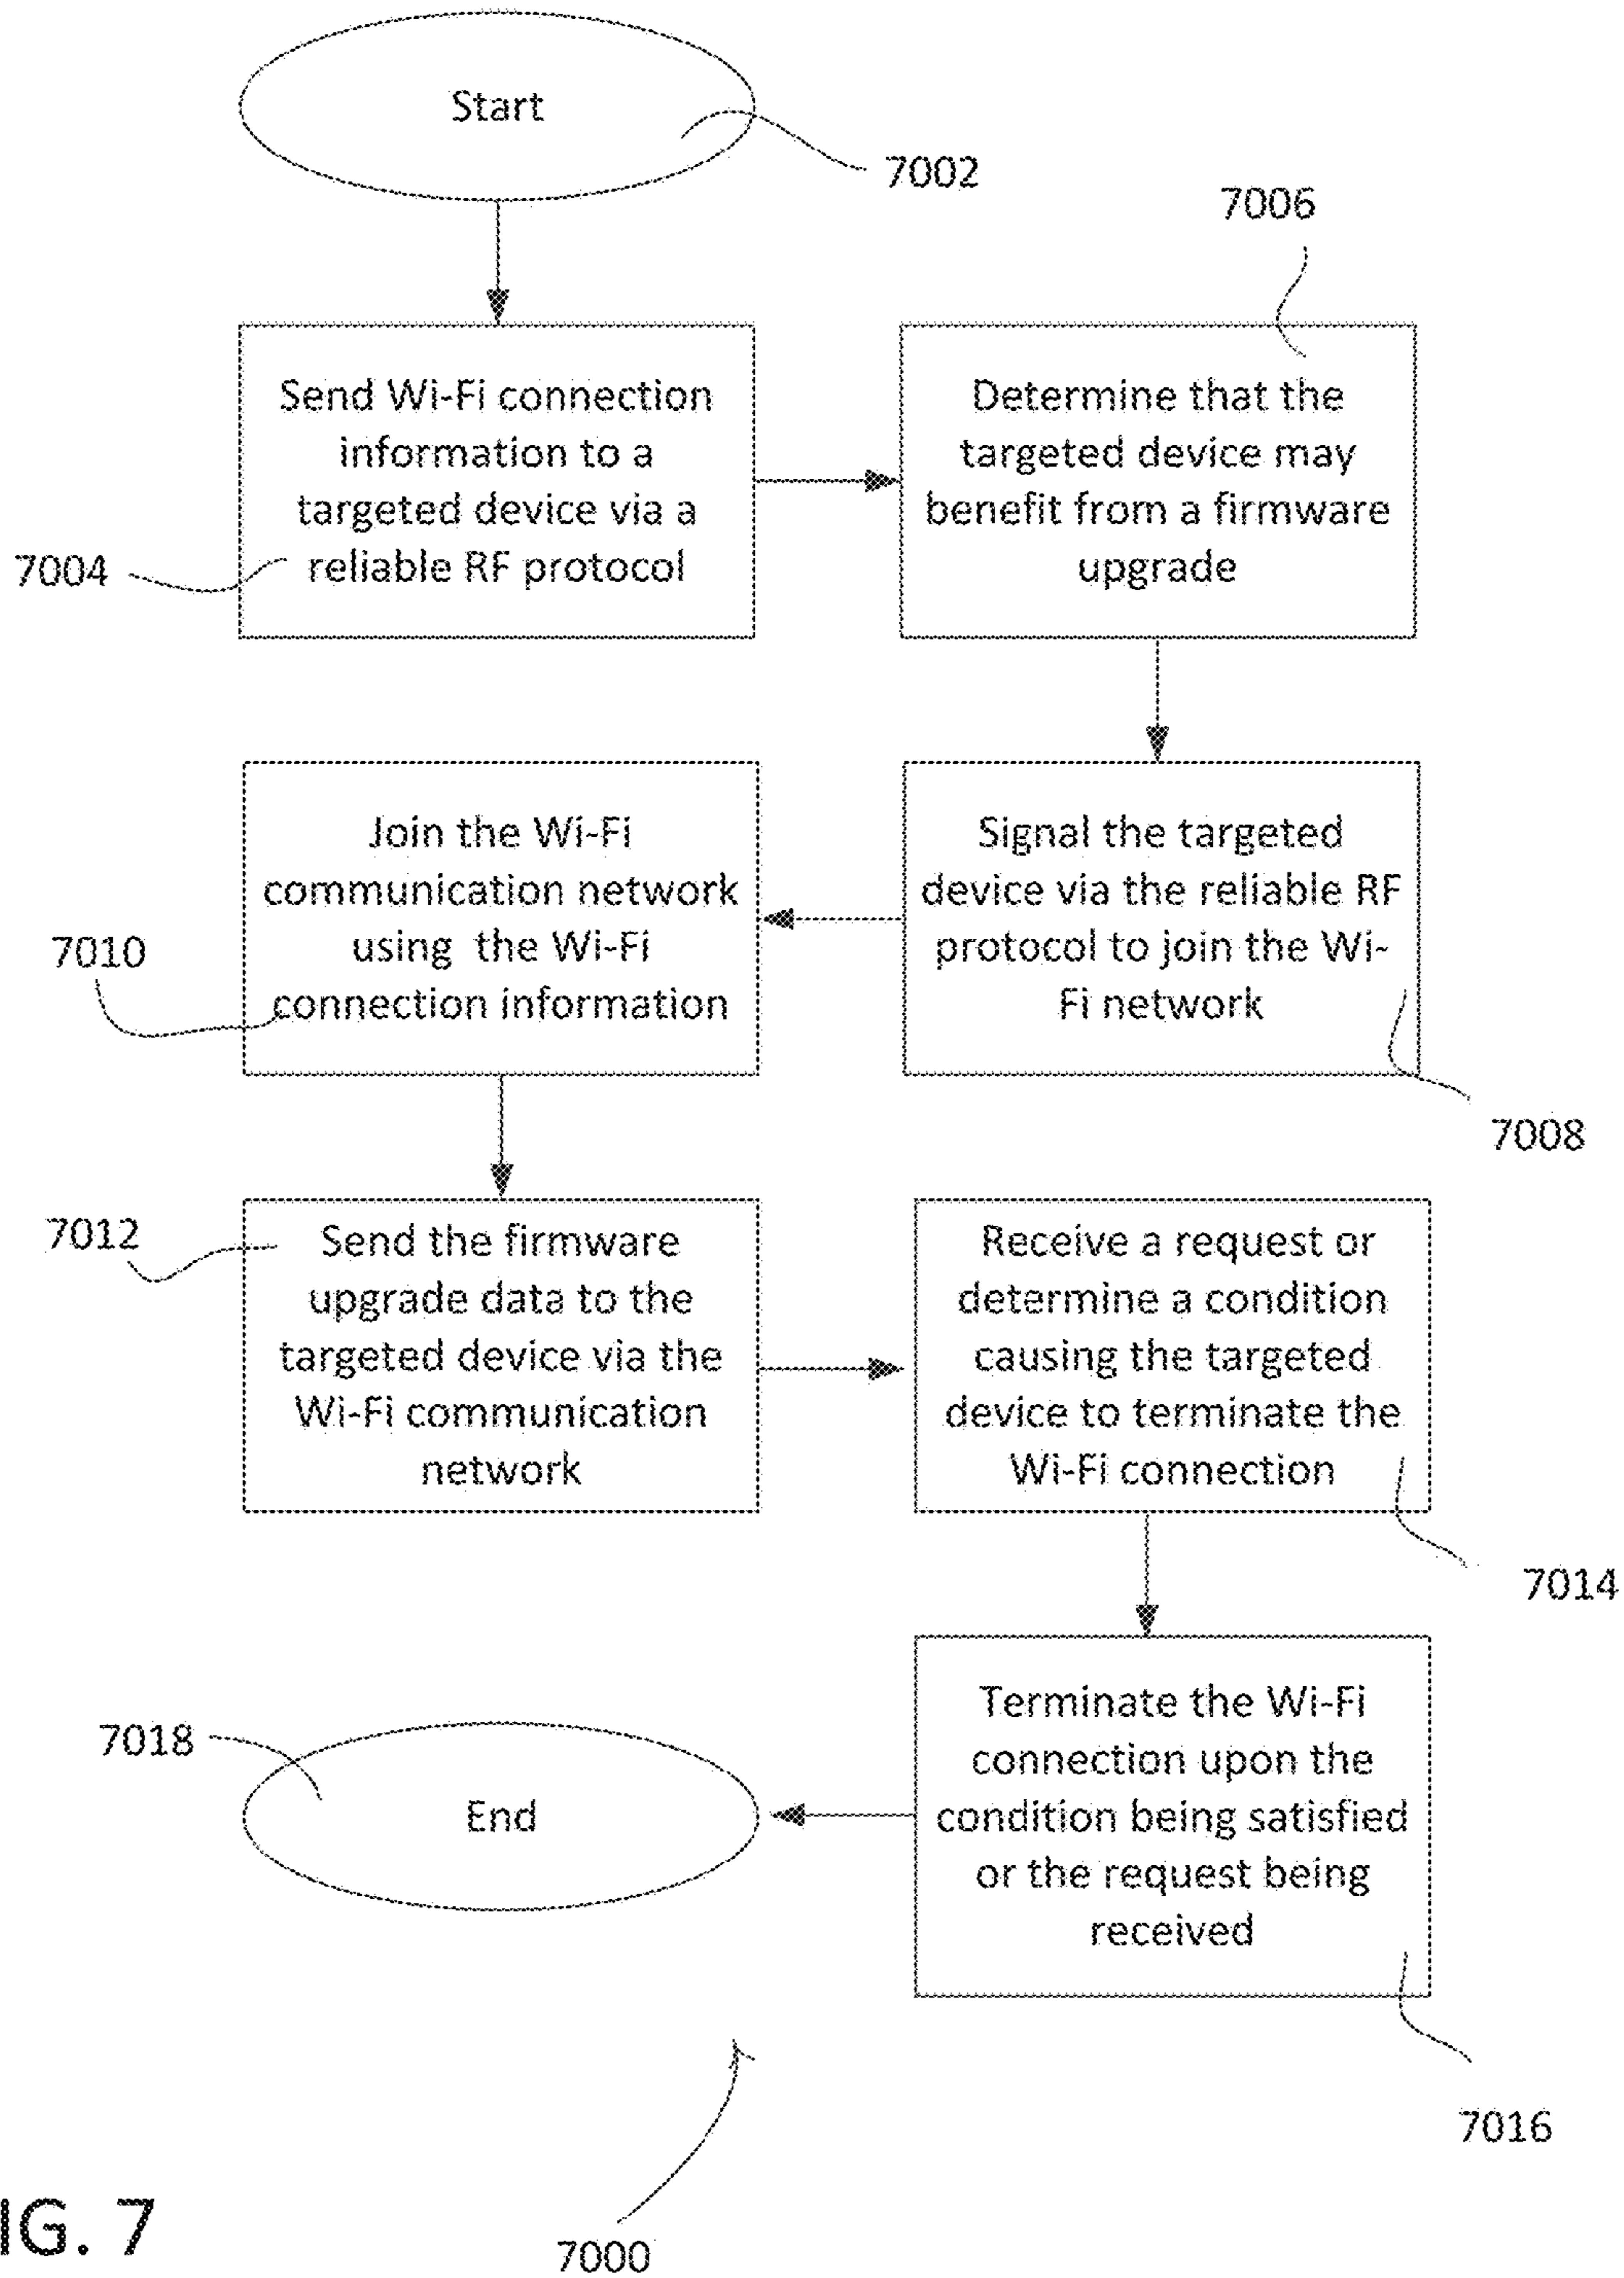 Start
7002
7006
Send Wi-Fi connection
information to a
targeted device via a
reliable RF protocol
7004
Determine that the
targeted device may
benefit from a firmware
upgrade
Signal the targeted
device via the reliable RF
protocol to join the Wi-
Fi network
7008
Join the Wi-Fi
communication network
using the Wi-Fi
connection information
7010
7012
Send the firmware
upgrade data to the
targeted device via the
Wi-Fi communication
network
Receive a request or
determine a condition
causing the targeted
device to terminate the
Wi-Fi connection
7014
Terminate the Wi-Fi
connection upon the
condition being satisfied
or the request being
received
7016
7018
End
7000
IG. 7